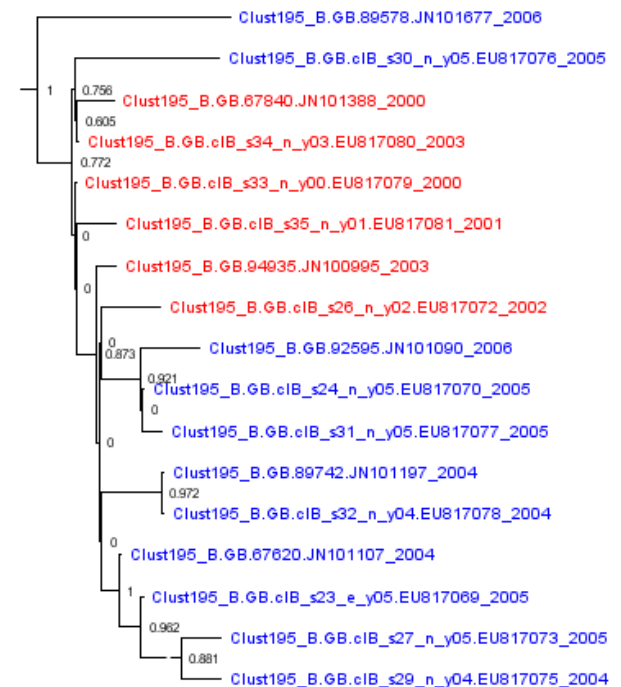 Clust195_B.GB.89578.JN101677_2006
Clust195_B.GB.clB_s30_n_y05.EU817076_2005
1
0.756
Clust195_B.GB.67840.JN101388_2000
0.605
Clust195_B.GB.clB_s34_n_y03.EU817080_2003
0.772
Clust195_B.GB.clB_s33_n_y00.EU817079_2000
Clust195_B.GB.clB_s35_n_y01.EU817081_2001
0
Clust195_B.GB.94935.JN100995_2003
0
Clust195_B.GB.clB_s26_n_y02.EU817072_2002
0
Clust195_B.GB.92595.JN101090_2006
0.873
0.921
Clust195_B.GB.clB_s24_n_y05.EU817070_2005
0
Clust195_B.GB.clB_s31_n_y05.EU817077_2005
0
Clust195_B.GB.89742.JN101197_2004
0.972
Clust195_B.GB.clB_s32_n_y04.EU817078_2004
0
Clust195_B.GB.67620.JN101107_2004
1
Clust195_B.GB.clB_s23_e_y05.EU817069_2005
0.962
Clust195_B.GB.clB_s27_n_y05.EU817073_2005
0.881
Clust195_B.GB.clB_s29_n_y04.EU817075_2004